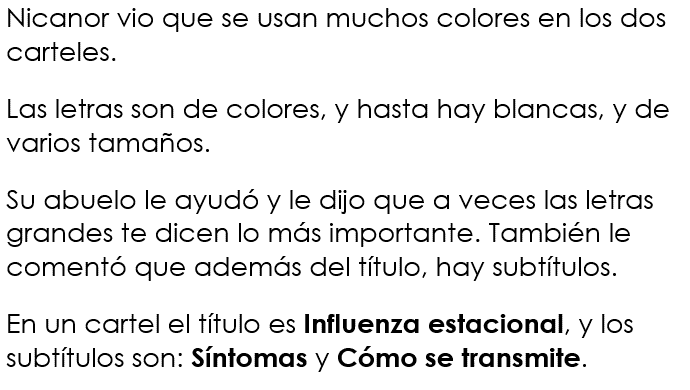 Nicanor vio que se usan muchos colores en los dos
carteles.
Las letras son de colores, y hasta hay blancas, y de
varios tamaños.
Su abuelo le ayudó y le dijo que a veces las letras
grandes te dicen lo más importante. También le
comentó que además del título, hay subtítulos.
En un cartel el título es Influenza estacional, y los
subtítulos son: Síntomas y Cómo se transmite.